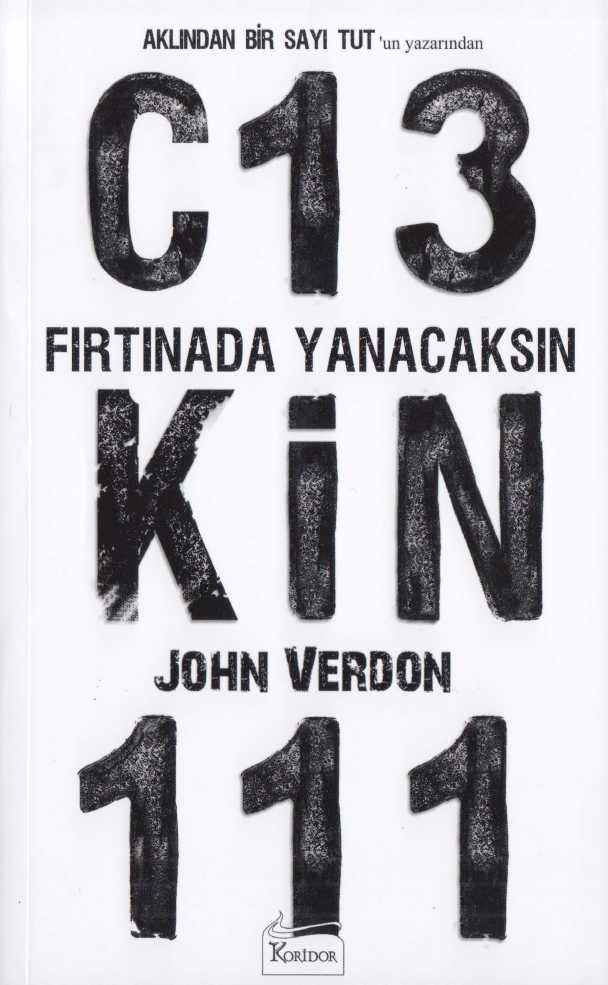 AKLINDAN BİR SAYI TUT 'un yazarından
C13
FIRTINADA YANACAKSIN
KİN
JOHN VERDON
111
KORİDOR